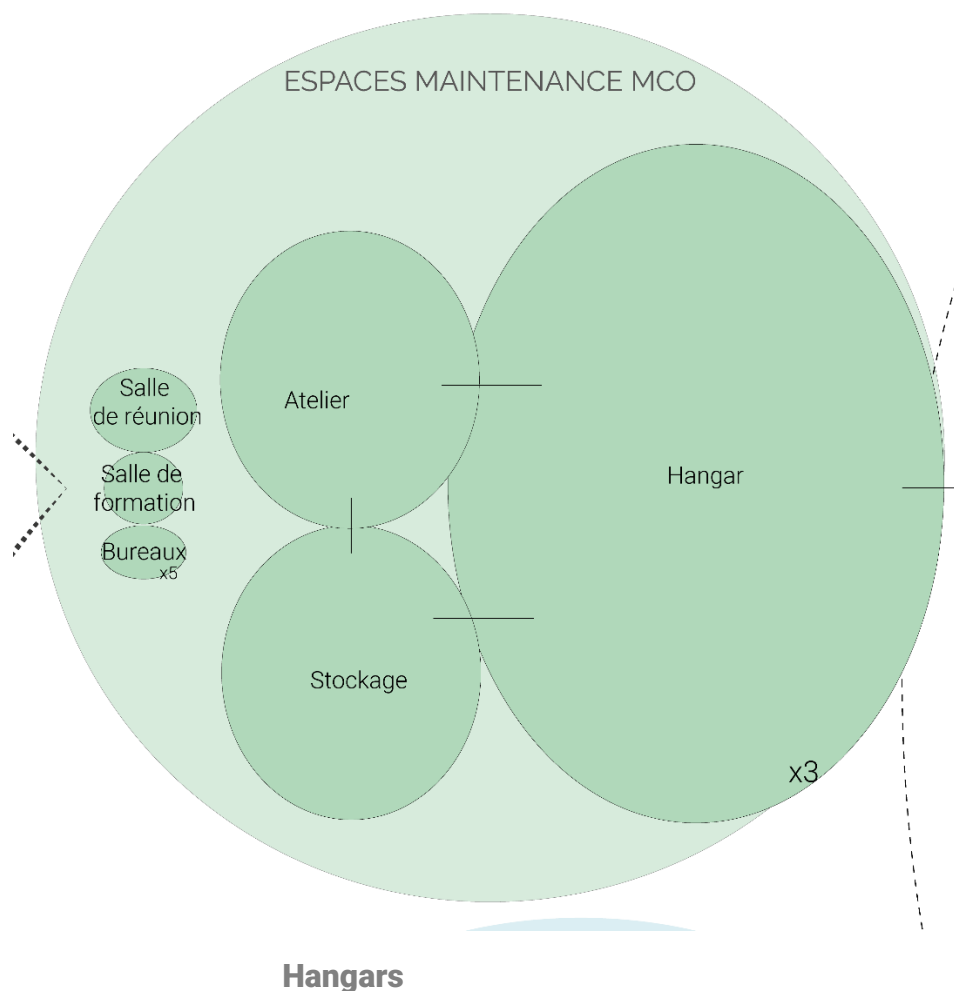 ESPACES MAINTENANCE MCO
Salle
de réunion
Atelier
Salle de
formation
Hangar
Bureaux
x5
Stockage
x3
Hangars